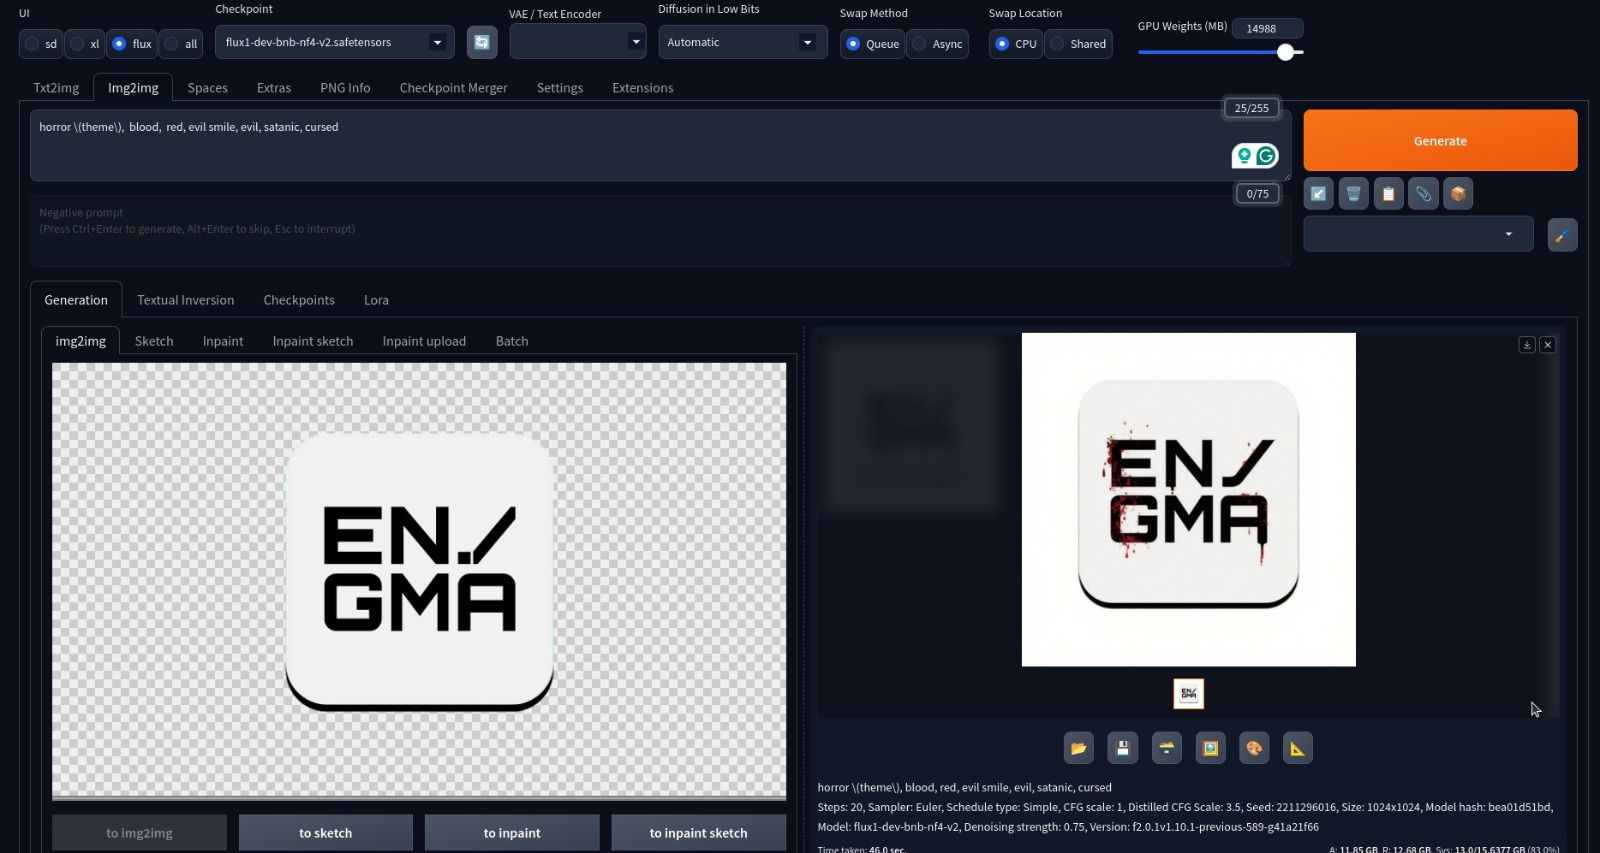 UI
Checkpoint
VAE / Text Encoder
Diffusion in Low Bits
Swap Method
Swap Location
GPU Weights (MB)
14988
sd
xl
flux
all
flux1-dev-bnb-nf4-v2.safetensors
Automatic
Queue
Async
CPU
Shared
Txt2img
Img2img
Spaces
Extras
PNG Info
Checkpoint Merger
Settings
Extensions
25/255
horror \(theme\),  blood,  red, evil smile, evil, satanic, cursed
Generate
0/75
Negative prompt
(Press Ctrl+Enter to generate, Alt+Enter to skip, Esc to interrupt)
Generation
Textual Inversion
Checkpoints
Lora
img2img
Sketch
Inpaint
Inpaint sketch
Inpaint upload
Batch
EN./
GMA
EN/
GMA
EN/
GMA
to img2img
to sketch
to inpaint
to inpaint sketch
horror \(theme\), blood, red, evil smile, evil, satanic, cursed
Steps: 20, Sampler: Euler, Schedule type: Simple, CFG scale: 1, Distilled CFG Scale: 3.5, Seed: 2211296016, Size: 1024x1024, Model hash: bea01d51bd,
Model: flux1-dev-bnb-nf4-v2, Denoising strength: 0.75, Version: f2.0.1v1.10.1-previous-589-g41a21f66
Time taken: 46.0 sec.
A: 11.85 GB, R: 12.68 GB, Sys: 13.0/15.6377 GB (83.0%)